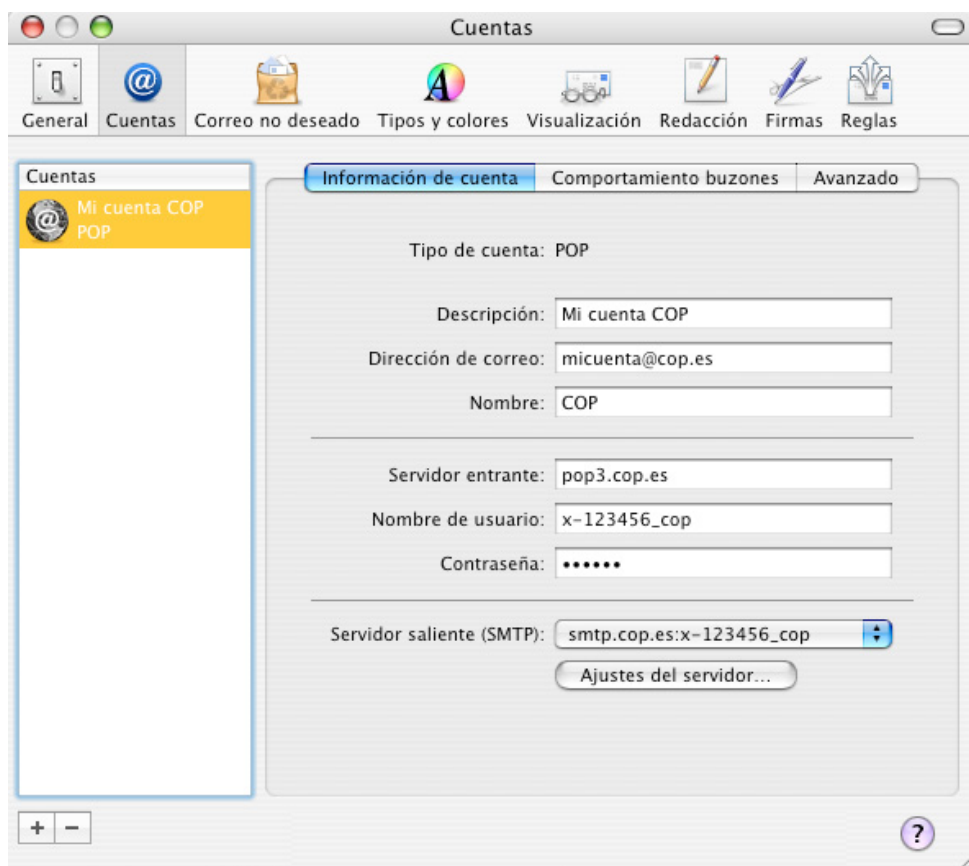 Cuentas
General Cuentas Correo no deseado Tipos y colores Visualización Redacción Firmas Reglas
Cuentas
Mi cuenta COP
POP
Información de cuenta Comportamiento buzones Avanzado
Tipo de cuenta: POP
Descripción: Mi cuenta COP
Dirección de correo: micuenta@cop.es
Nombre: COP
Servidor entrante: pop3.cop.es
Nombre de usuario: x-123456_cop
Contraseña: ••••••
Servidor saliente (SMTP): smtp.cop.es:x-123456_cop
Ajustes del servidor...
+ − ?